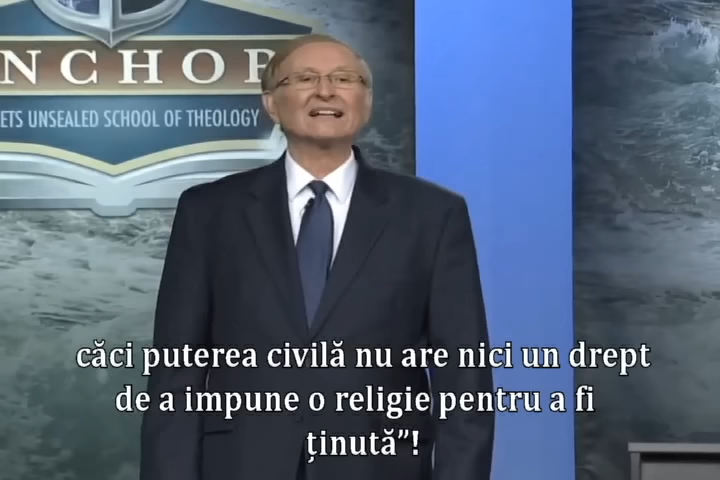 NCHOR
ETS UNSEALED SCHOOL OF THEOLOGY
căci puterea civilă nu are nici un drept
de a impune o religie pentru a fi
ținută”!